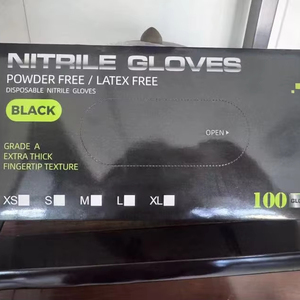 NITRILE GLOVES
POWDER FREE / LATEX FREE
DISPOSABLE NITRILE GLOVES
BLACK
OPEN
GRADE A
EXTRA THICK
FINGERTIP TEXTURE
XS S M L XL
100